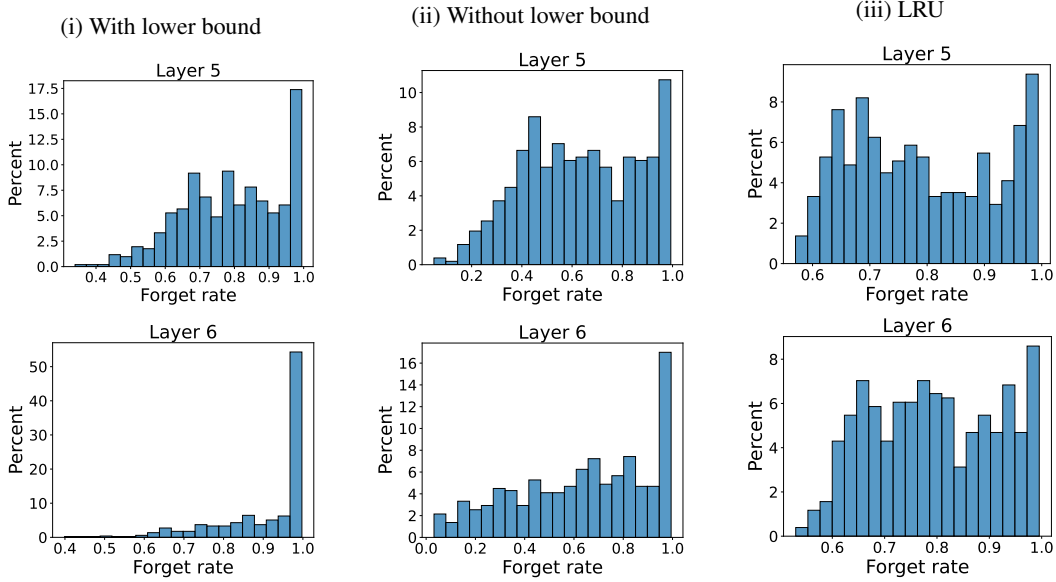 (i) With lower bound
(ii) Without lower bound
(iii) LRU
Layer 5
17.5
15.0
12.5
10.0
7.5
5.0
2.5
0.0
Percent
0.4 0.5 0.6 0.7 0.8 0.9 1.0
Forget rate
Layer 5
10
8
6
4
2
0
Percent
0.2 0.4 0.6 0.8 1.0
Forget rate
Layer 5
8
6
4
2
0
Percent
0.6 0.7 0.8 0.9 1.0
Forget rate
Layer 6
50
40
30
20
10
0
Percent
0.4 0.5 0.6 0.7 0.8 0.9 1.0
Forget rate
Layer 6
16
14
12
10
8
6
4
2
0
Percent
0.0 0.2 0.4 0.6 0.8 1.0
Forget rate
Layer 6
8
6
4
2
0
Percent
0.6 0.7 0.8 0.9 1.0
Forget rate